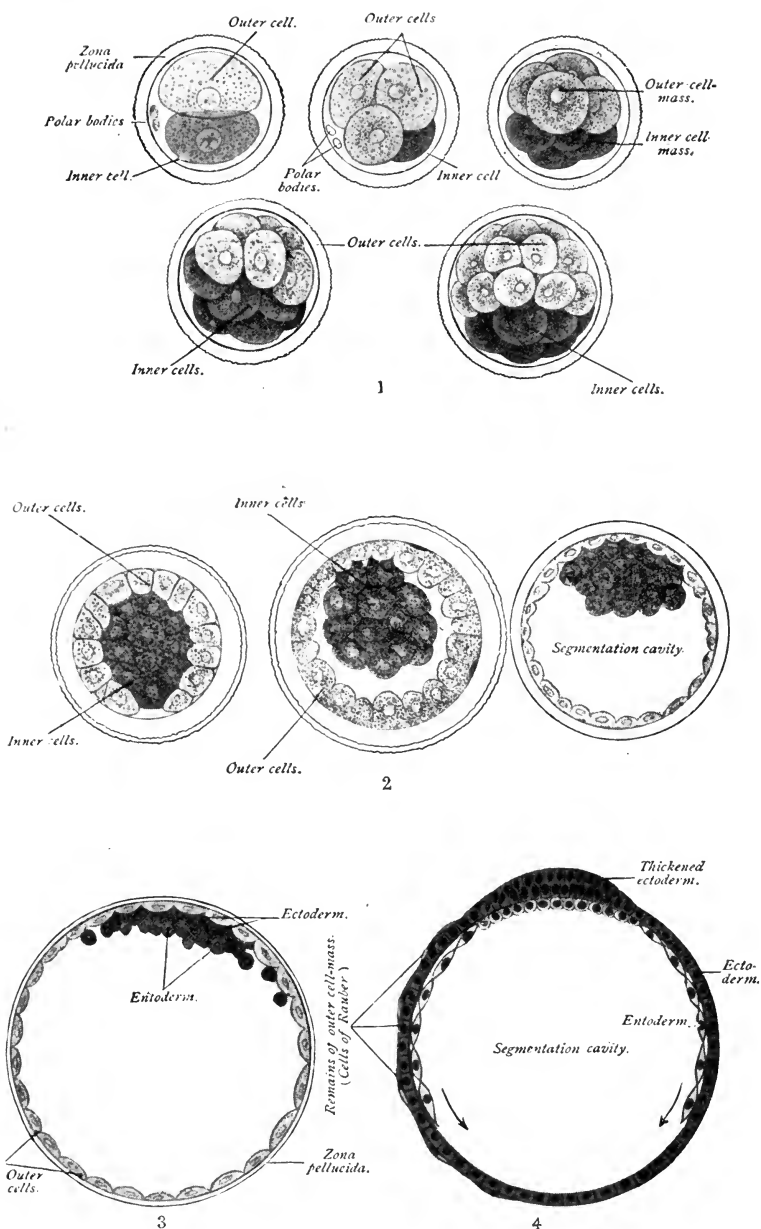 Outer cell.
Zona
pellucida
Polar bodies
Inner cell.
Outer cells
Polar
bodies.
Inner cell
Outer cell-
mass.
Inner cell-
mass.
Outer cells.
Inner cells.
Inner cells.
1
Outer cells.
Inner cells.
Inner cells
Outer cells.
Segmentation cavity.
2
Ectoderm.
Entoderm.
Outer
cells.
Zona
pellucida.
3
Remains of outer cell-mass.
(Cells of Rauber)
Thickened
ectoderm.
Ecto-
derm.
Entoderm.
Segmentation cavity.
4